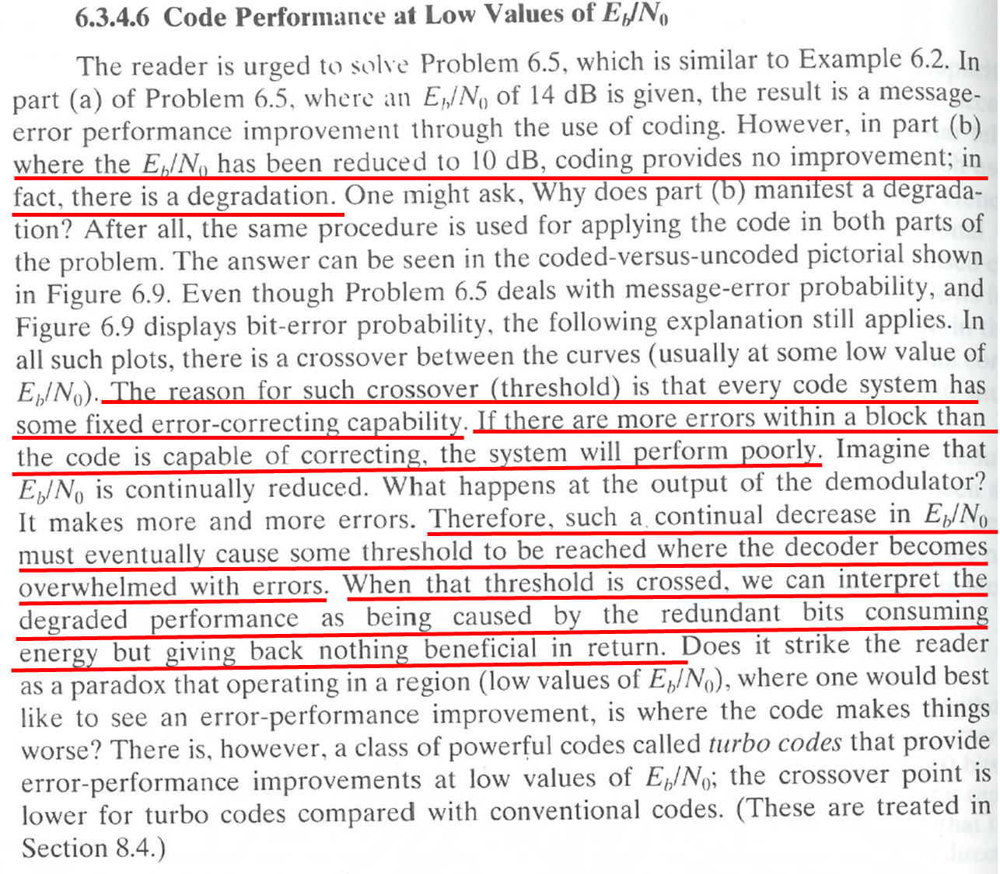 6.3.4.6 Code Performance at Low Values of E_b/N_0
The reader is urged to solve Problem 6.5, which is similar to Example 6.2. In
part (a) of Problem 6.5, where an E_b/N_0 of 14 dB is given, the result is a message-
error performance improvement through the use of coding. However, in part (b)
where the E_b/N_0 has been reduced to 10 dB, coding provides no improvement; in
fact, there is a degradation. One might ask, Why does part (b) manifest a degrada-
tion? After all, the same procedure is used for applying the code in both parts of
the problem. The answer can be seen in the coded-versus-uncoded pictorial shown
in Figure 6.9. Even though Problem 6.5 deals with message-error probability, and
Figure 6.9 displays bit-error probability, the following explanation still applies. In
all such plots, there is a crossover between the curves (usually at some low value of
E_b/N_0). The reason for such crossover (threshold) is that every code system has
some fixed error-correcting capability. If there are more errors within a block than
the code is capable of correcting, the system will perform poorly. Imagine that
E_b/N_0 is continually reduced. What happens at the output of the demodulator?
It makes more and more errors. Therefore, such a continual decrease in E_b/N_0
must eventually cause some threshold to be reached where the decoder becomes
overwhelmed with errors. When that threshold is crossed, we can interpret the
degraded performance as being caused by the redundant bits consuming
energy but giving back nothing beneficial in return. Does it strike the reader
as a paradox that operating in a region (low values of E_b/N_0), where one would best
like to see an error-performance improvement, is where the code makes things
worse? There is, however, a class of powerful codes called turbo codes that provide
error-performance improvements at low values of E_b/N_0; the crossover point is
lower for turbo codes compared with conventional codes. (These are treated in
Section 8.4.)